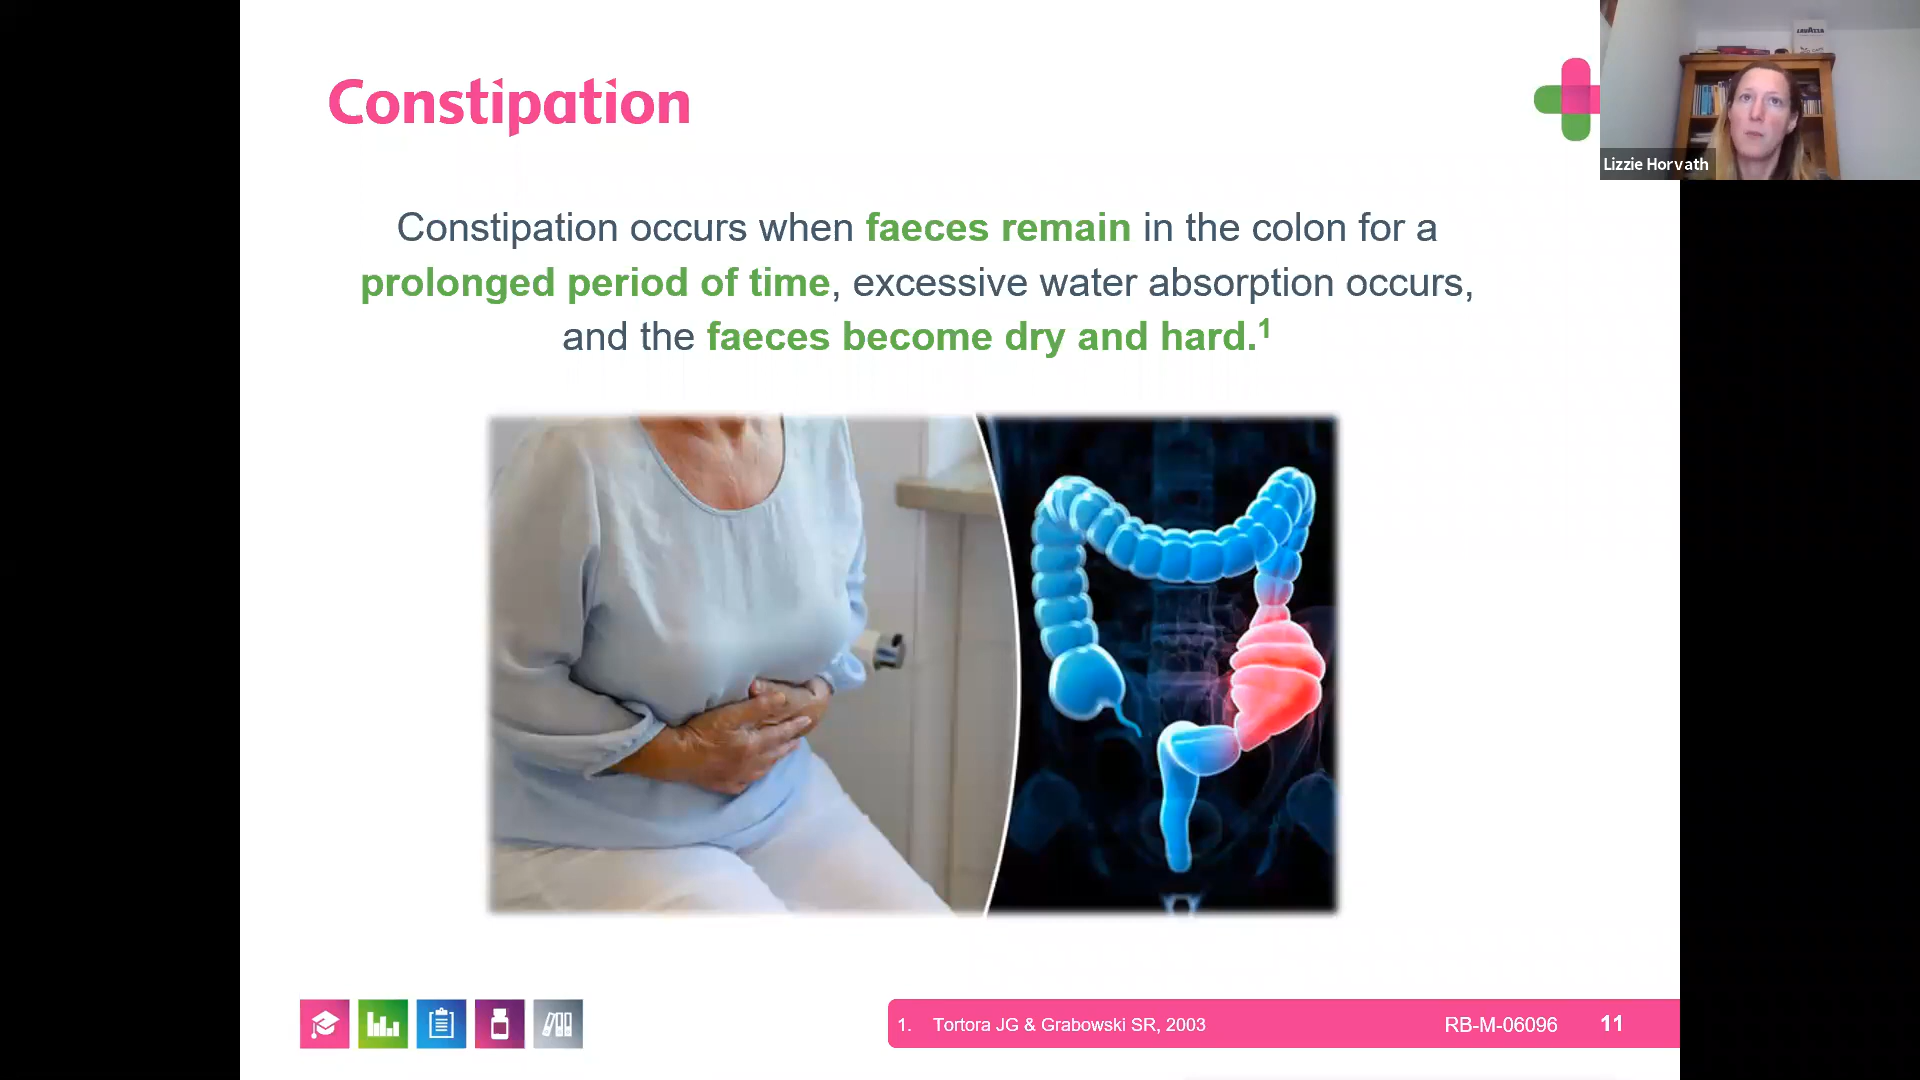 Constipation
LAVAZZA
Lizzie Horvath
Constipation occurs when faeces remain in the colon for a
prolonged period of time, excessive water absorption occurs,
and the faeces become dry and hard.1
1. Tortora JG & Grabowski SR, 2003
RB-M-06096
11